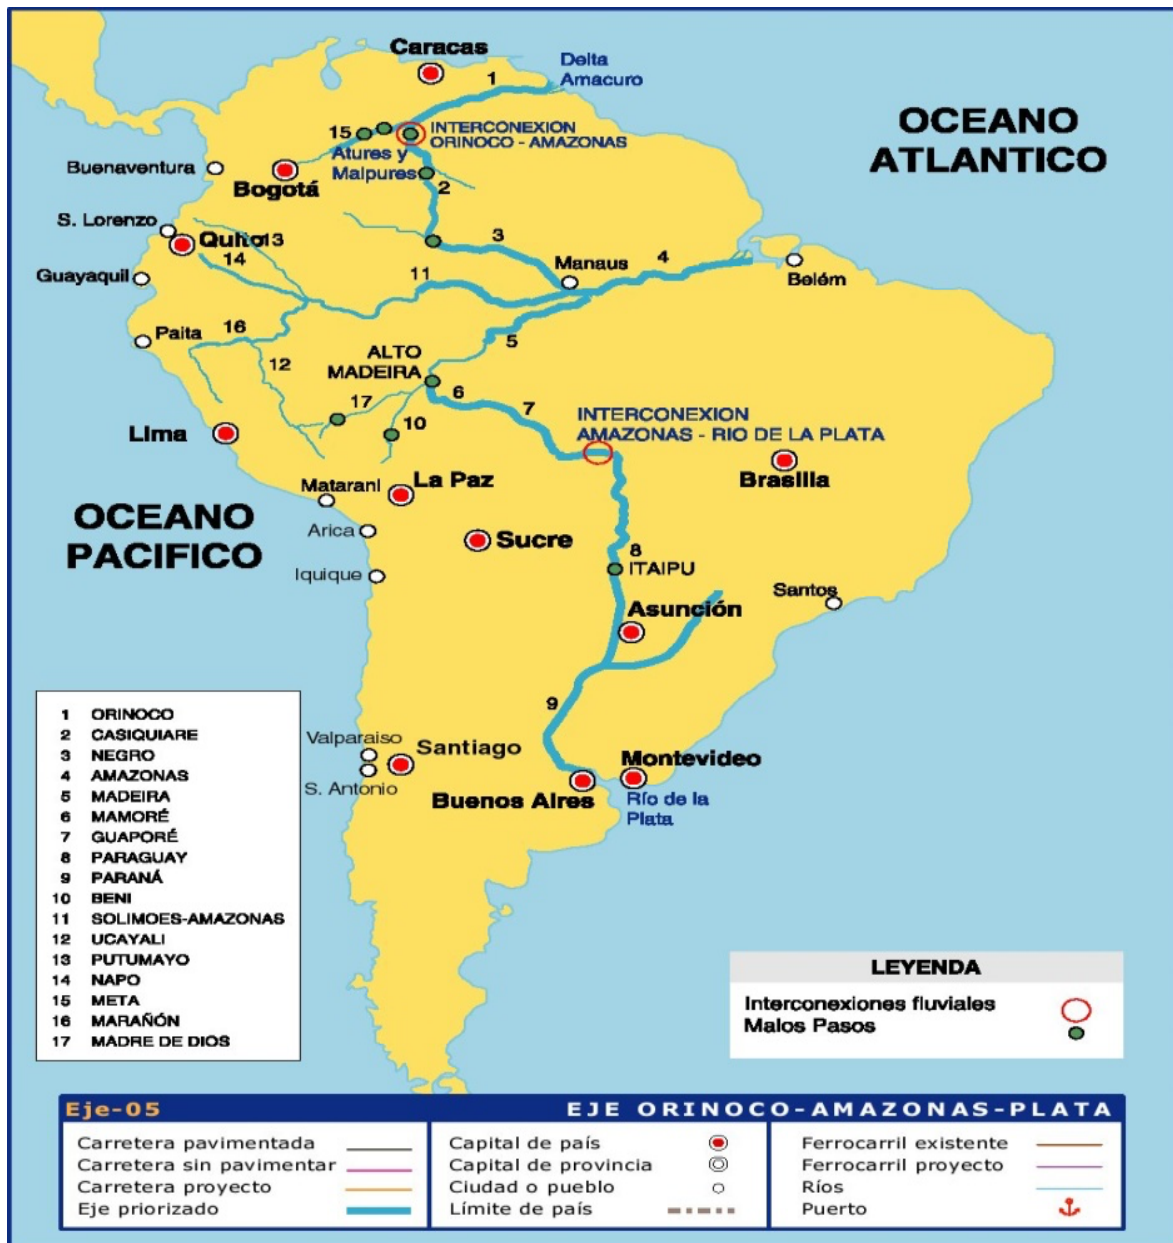 Caracas
Delta
Amacuro
1
OCEANO
ATLANTICO
15
INTERCONEXION
ORINOCO - AMAZONAS
Atures y
Maipures
Buenaventura
Bogotá
2
S. Lorenzo
Quito
13
3
14
Manaus
4
Guayaquil
11
Belém
Paita
16
5
12
ALTO
MADEIRA
6
17
7
10
INTERCONEXION
AMAZONAS - RIO DE LA PLATA
Lima
Brasilia
Matarani
La Paz
OCEANO
PACIFICO
Arica
Sucre
8
ITAIPU
Iquique
Santos
Asunción
9
1 ORINOCO
2 CASIQUIARE
3 NEGRO
4 AMAZONAS
5 MADEIRA
6 MAMORÉ
7 GUAPORÉ
8 PARAGUAY
9 PARANÁ
10 BENI
11 SOLIMOES-AMAZONAS
12 UCAYALI
13 PUTUMAYO
14 NAPO
15 META
16 MARAÑÓN
17 MADRE DE DIOS
Valparaiso
Santiago
S. Antonio
Montevideo
Buenos Aires
Río de la
Plata
LEYENDA
Interconexiones fluviales
Malos Pasos
Eje-05
EJE ORINOCO-AMAZONAS-PLATA
Carretera pavimentada
Carretera sin pavimentar
Carretera proyecto
Eje priorizado
Capital de país
Capital de provincia
Ciudad o pueblo
Límite de país
Ferrocarril existente
Ferrocarril proyecto
Ríos
Puerto